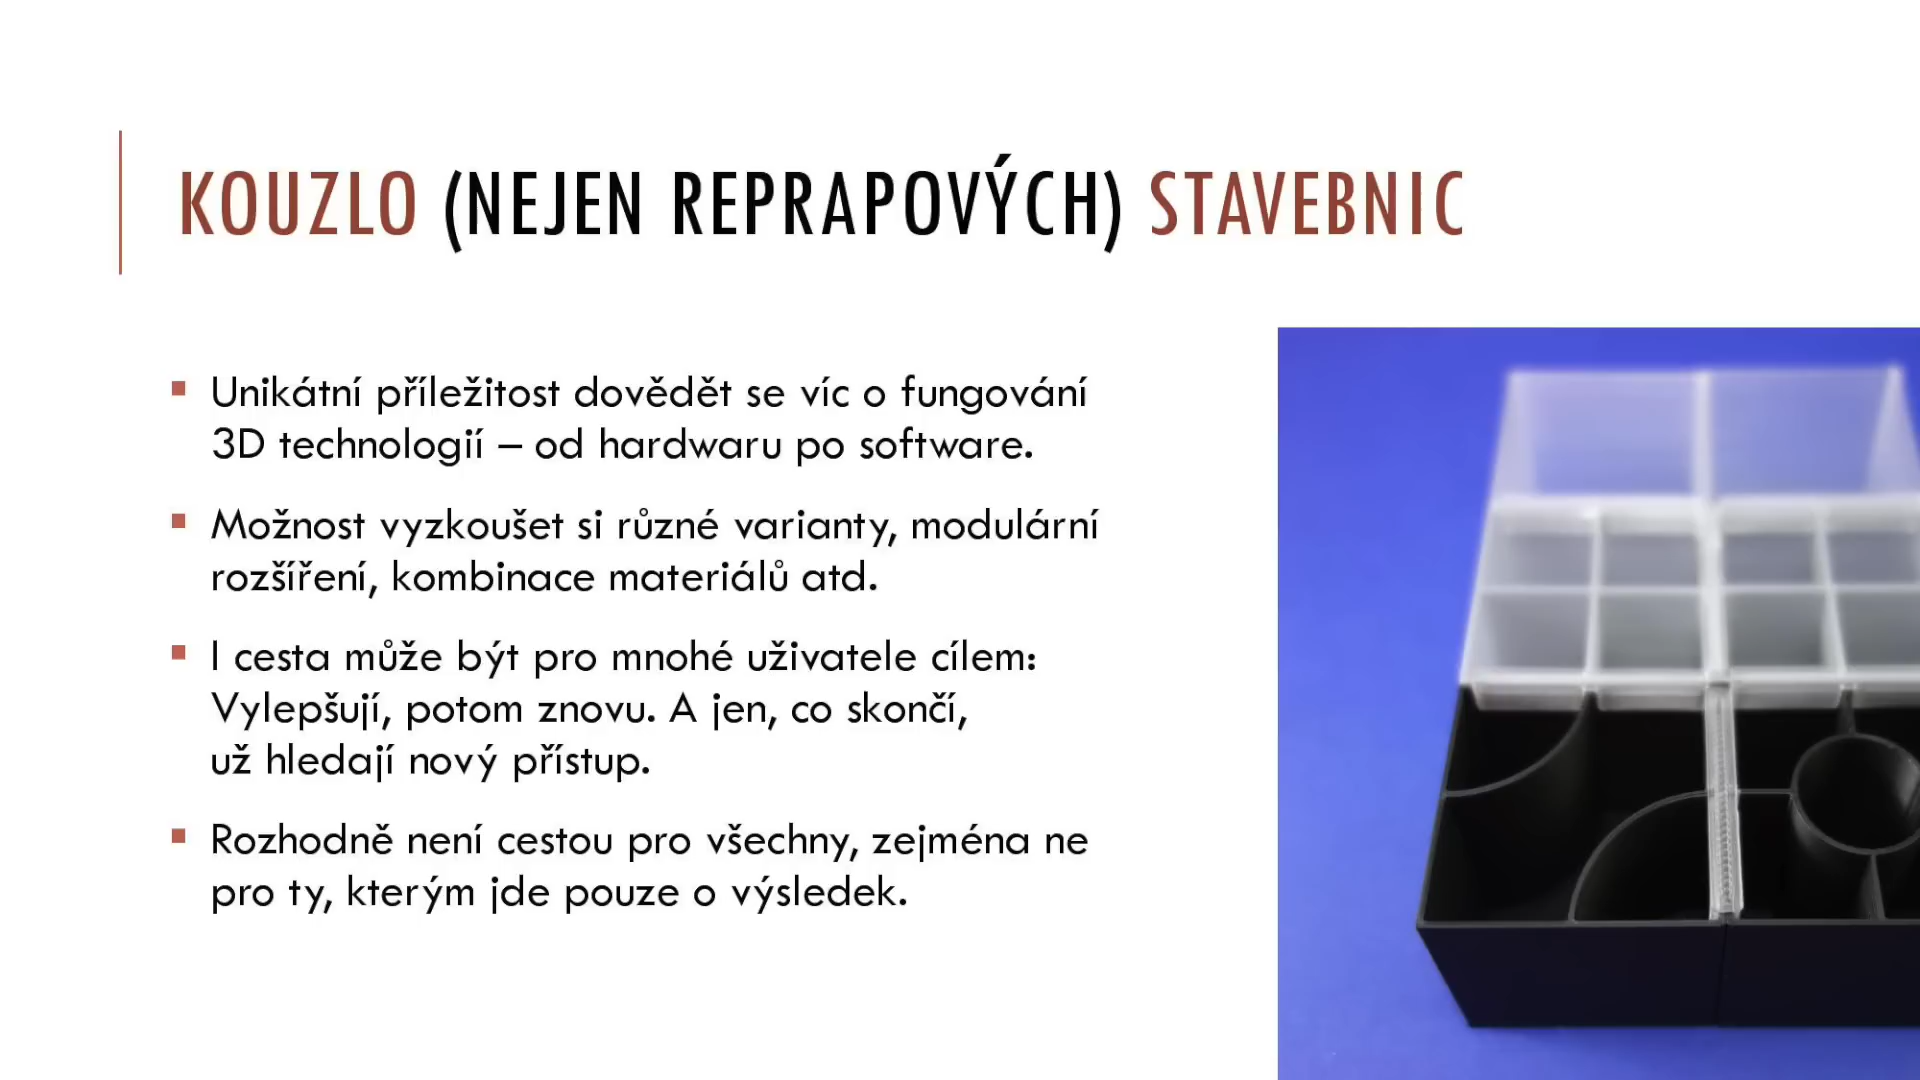 KOUZLO (NEJEN REPRAPOVÝCH) STAVEBNIC
Unikátní příležitost dovědět se víc o fungování
3D technologií – od hardwaru po software.
Možnost vyzkoušet si různé varianty, modulární
rozšíření, kombinace materiálů atd.
I cesta může být pro mnohé uživatele cílem:
Vylepšují, potom znovu. A jen, co skončí,
už hledají nový přístup.
Rozhodně není cestou pro všechny, zejména ne
pro ty, kterým jde pouze o výsledek.